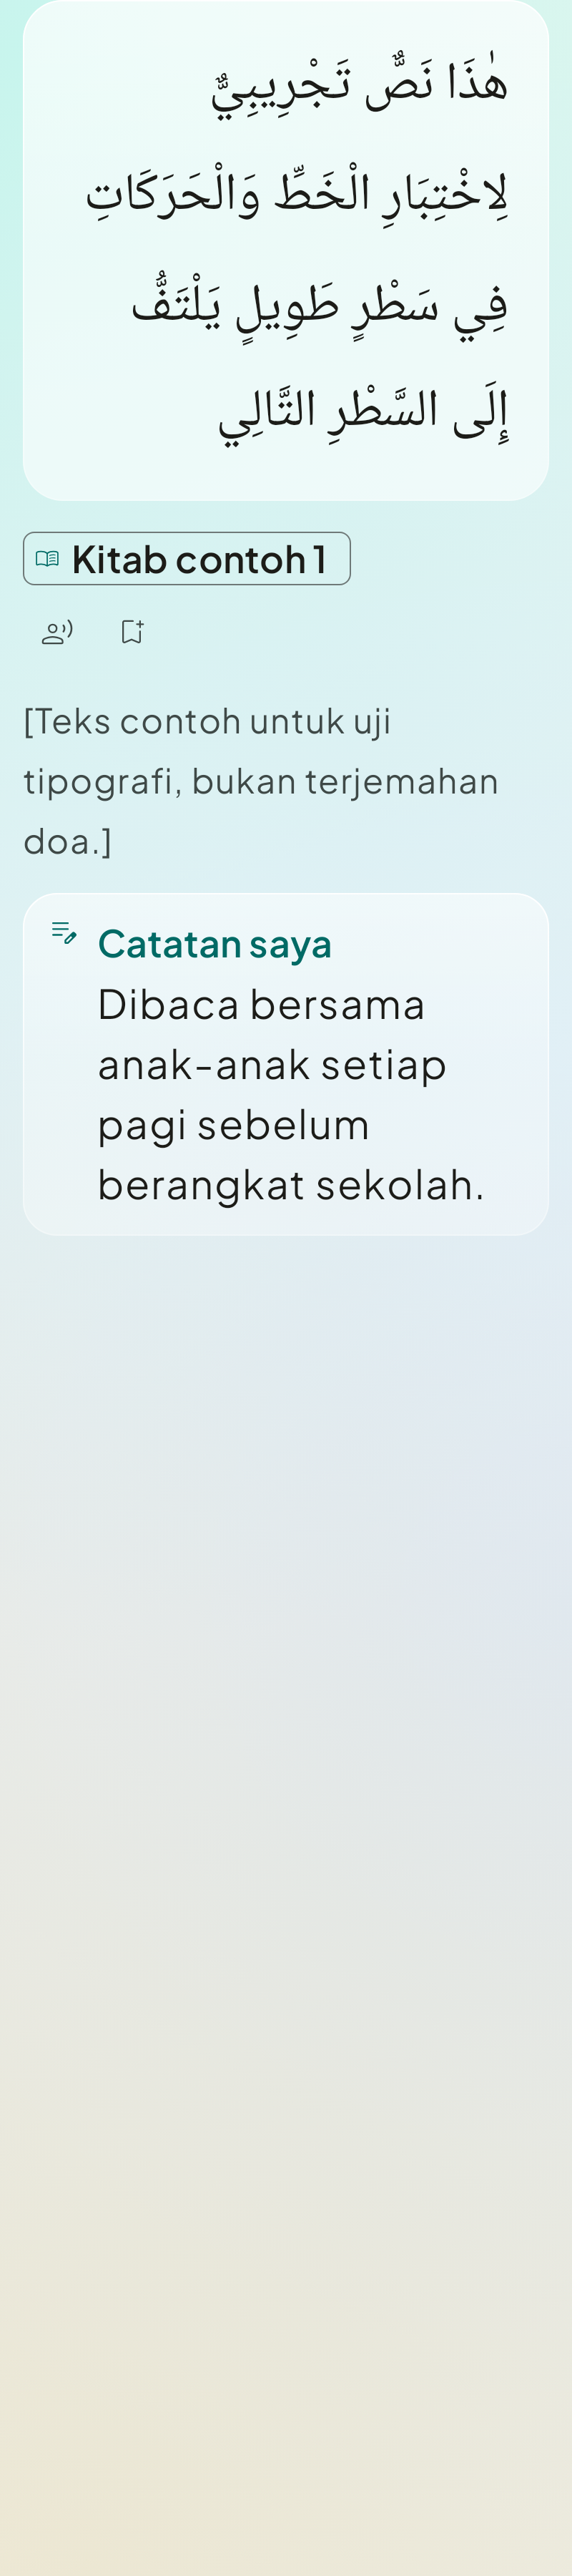 هٰذَا نَصٌّ تَجْرِيبِيٌّ
لِاخْتِبَارِ الْخَطِّ وَالْحَرَكَاتِ
فِي سَطْرٍ طَوِيلٍ يَلْتَفُّ
إِلَى السَّطْرِ التَّالِي
Kitab contoh 1
[Teks contoh untuk uji
tipografi, bukan terjemahan
doa.]
Catatan saya
Dibaca bersama
anak-anak setiap
pagi sebelum
berangkat sekolah.